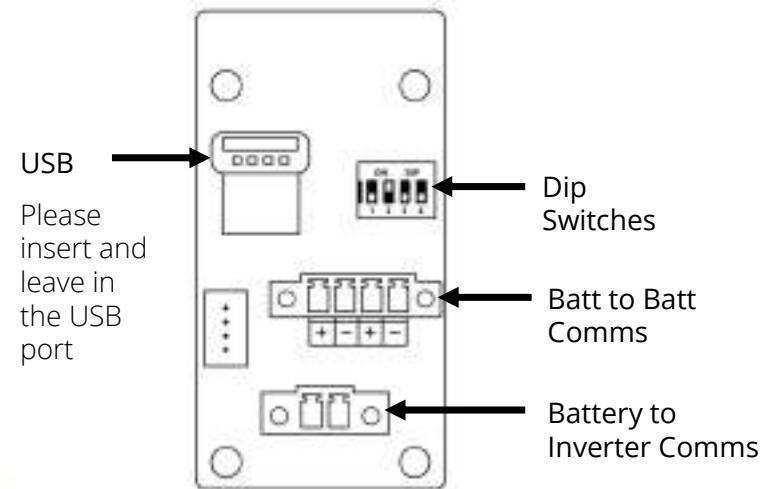 USB
Please
insert and
leave in
the USB
port
ON DIP
1 2 3 4
Dip
Switches
Batt to Batt
Comms
+ − + −
+
+
+
+
Battery to
Inverter Comms